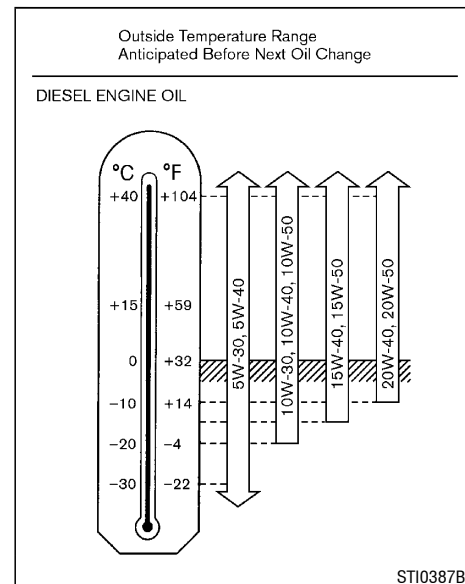 Outside Temperature Range
Anticipated Before Next Oil Change
DIESEL ENGINE OIL
°C °F
+40 +104
+15 +59
0 +32
−10 +14
−20 −4
−30 −22
5W-30, 5W-40
10W-30, 10W-40, 10W-50
15W-40, 15W-50
20W-40, 20W-50
STI0387B